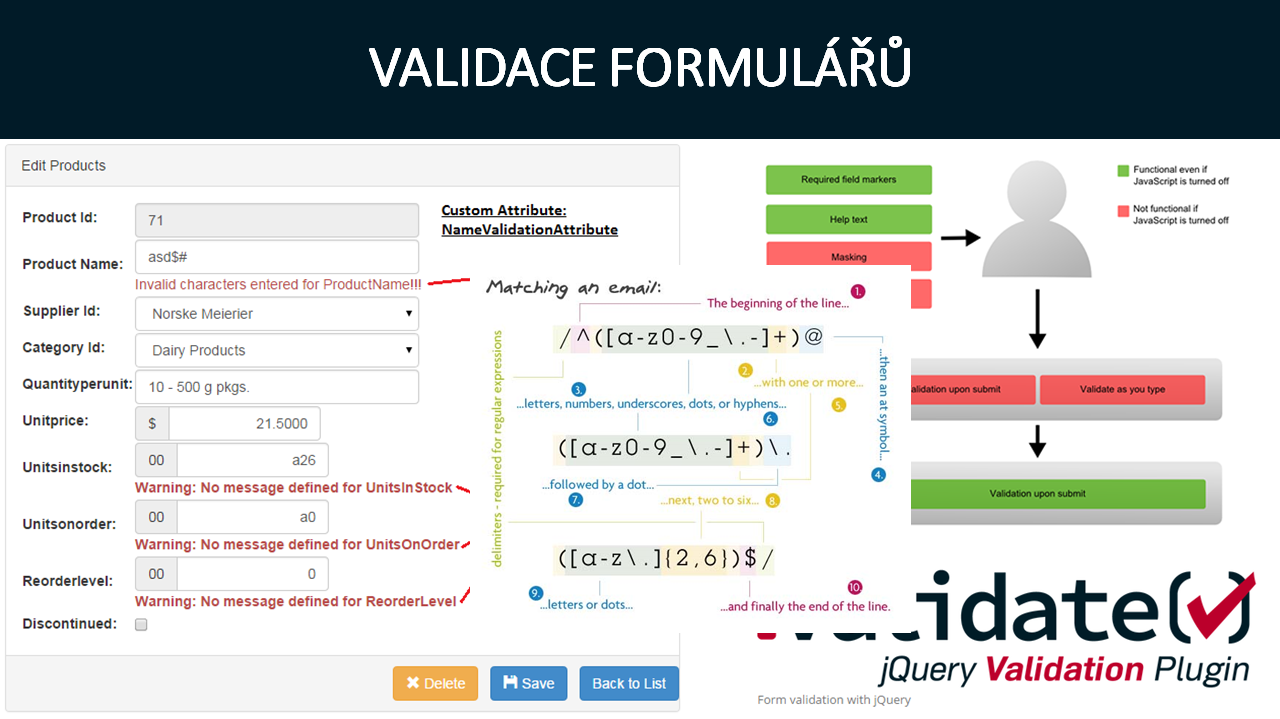 VALIDACE FORMULÁŘŮ
Edit Products
Product Id:
71
Custom Attribute:
NameValidationAttribute
Product Name:
asd$#
Invalid characters entered for ProductName!!!
Supplier Id:
Norske Meierier
Category Id:
Dairy Products
Quantityperunit:
10 - 500 g pkgs.
Unitprice:
$
21.5000
Unitsinstock:
00
a26
Warning: No message defined for UnitsInStock
Unitsonorder:
00
a0
Warning: No message defined for UnitsOnOrder
Reorderlevel:
00
0
Warning: No message defined for ReorderLevel
Discontinued:
Delete
Save
Back to List
Matching an email:
1.
The beginning of the line...
/^([a-z0-9_\.-]+)@
2.
...with one or more...
3.
...letters, numbers, underscores, dots, or hyphens...
...then an at symbol...
4.
5.
6.
([a-z0-9_\.-]+)\.
...followed by a dot...
7.
...next, two to six...
8.
([a-z\.]{2,6})$/
9.
...letters or dots...
10.
...and finally the end of the line.
delimiters - required for regular expressions
Required field markers
Help text
Masking
Functional even if
JavaScript is turned off
Not functional if
JavaScript is turned off
alidation upon submit
Validate as you type
Validation upon submit
idate(✓)
jQuery Validation Plugin
Form validation with jQuery